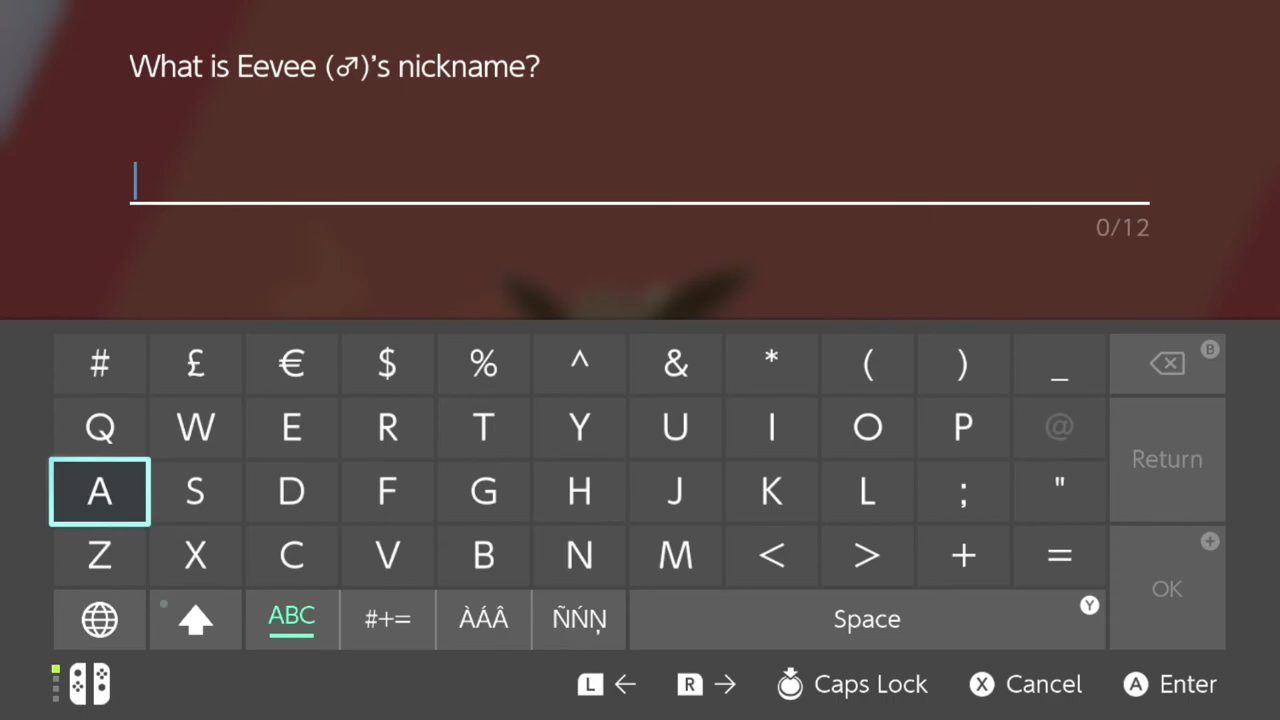 What is Eevee (♂)'s nickname?
0/12
# £ € $ % ^ & * ( ) _ B
Q W E R T Y U I O P @ Return
A S D F G H J K L ; "
Z X C V B N M < > + = + OK
ABC #+= ÀÁÂ ÑŃŅ Space Y
L ← R → Caps Lock X Cancel A Enter